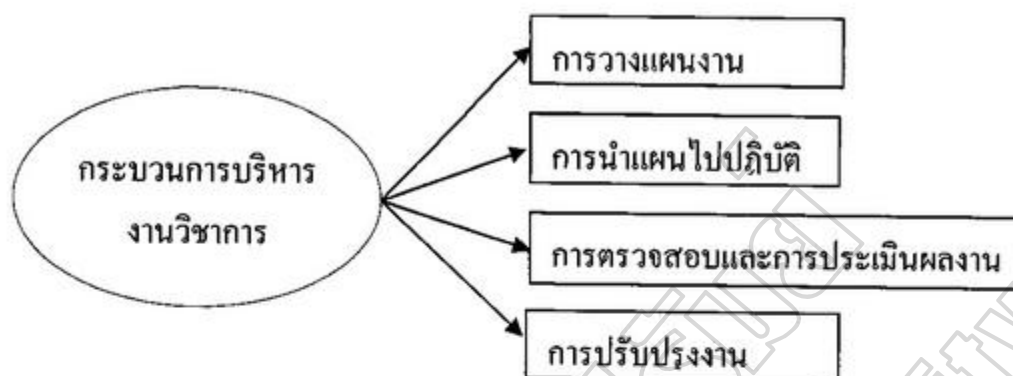 กระบวนการบริหาร
งานวิชาการ
การวางแผนงาน
การนำแผนไปปฏิบัติ
การตรวจสอบและการประเมินผลงาน
การปรับปรุงงาน